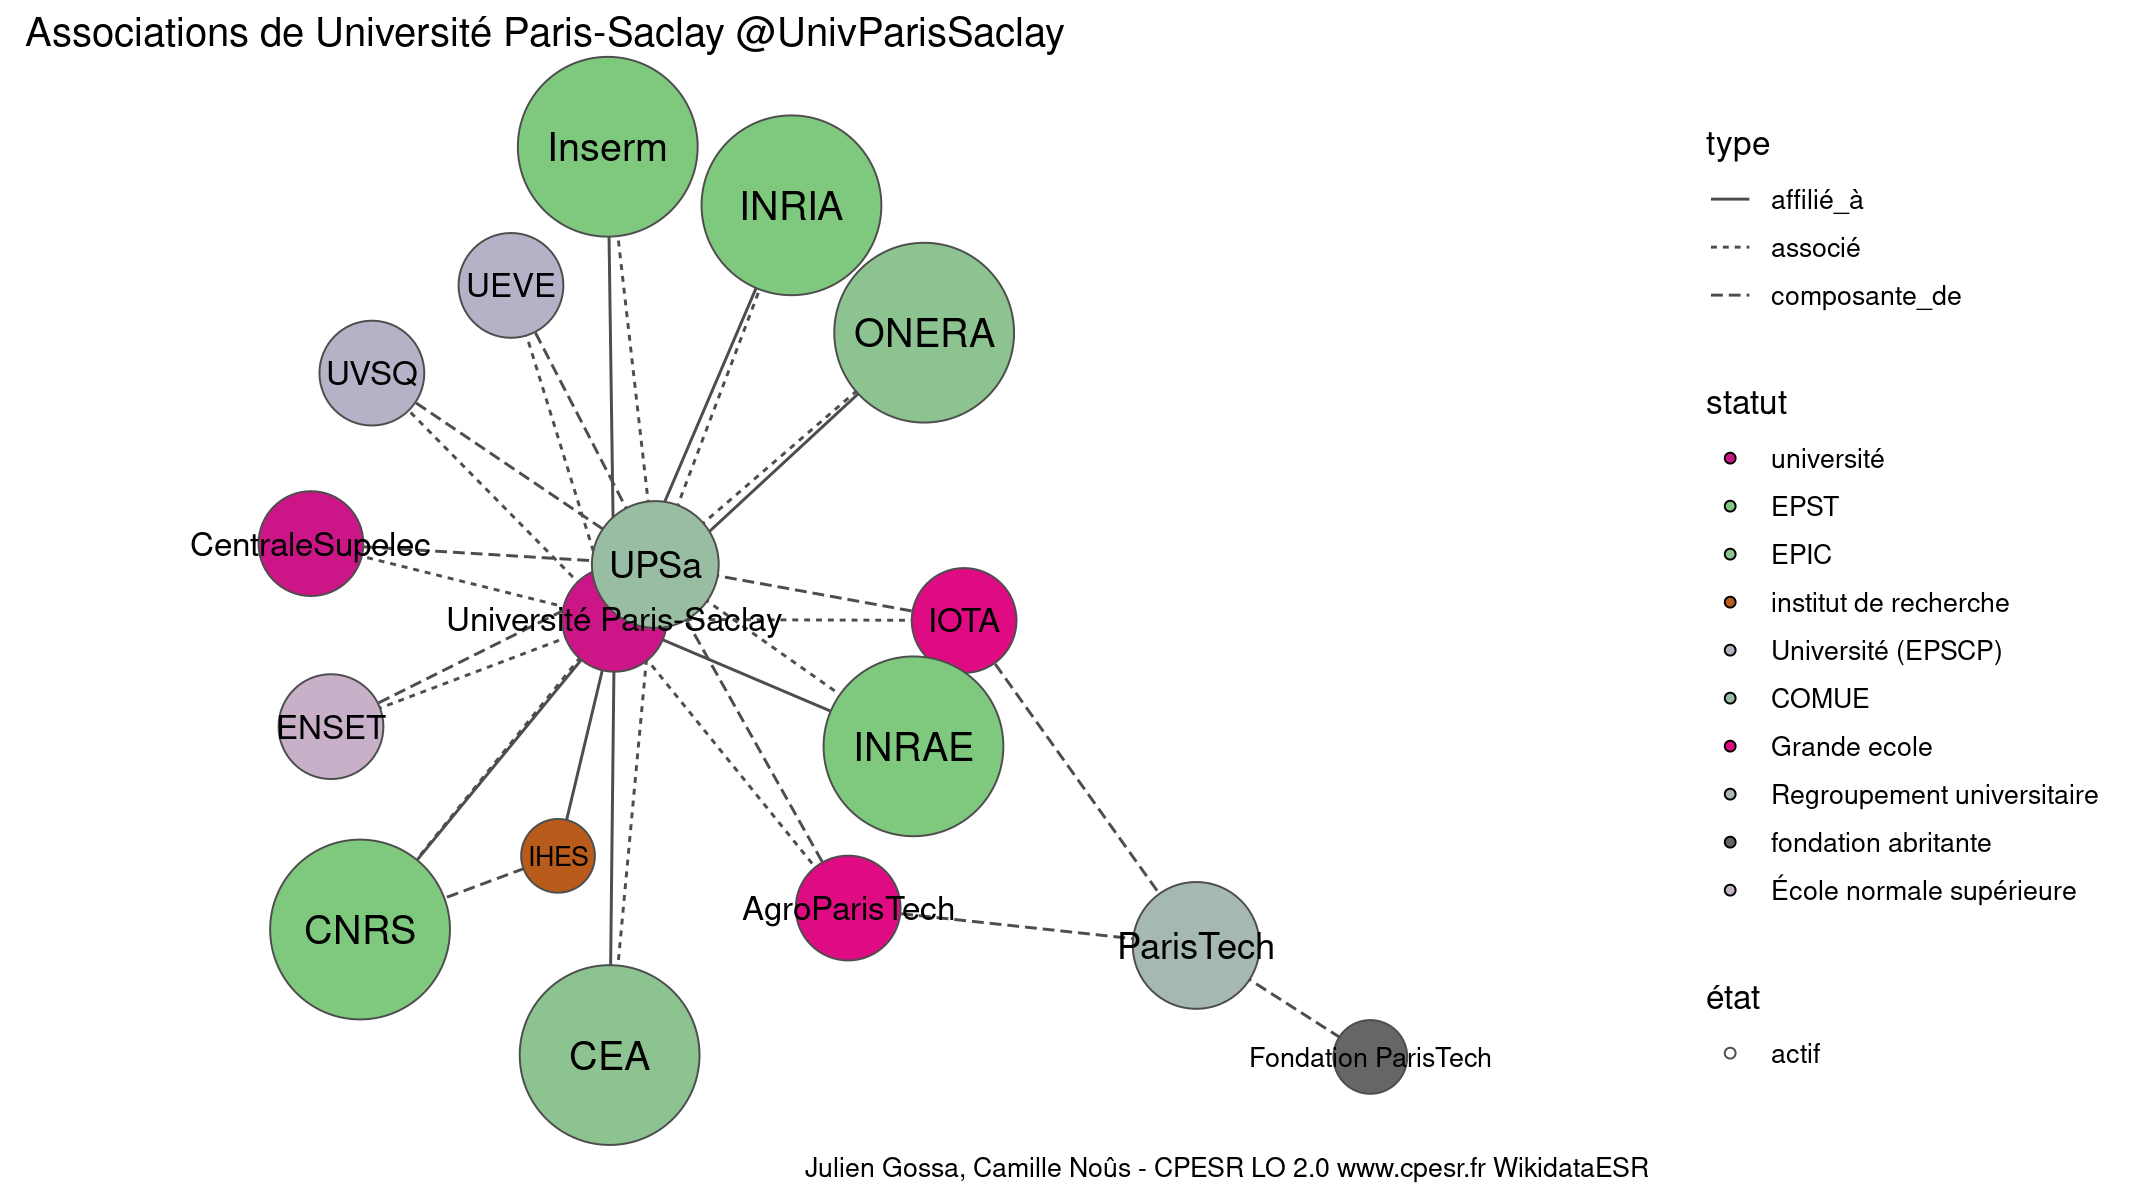 Associations de Université Paris-Saclay @UnivParisSaclay
Inserm
INRIA
UEVE
ONERA
UVSQ
CentraleSupelec
UPSa
Université Paris-Saclay
IOTA
ENSET
INRAE
IHES
CNRS
AgroParisTech
ParisTech
CEA
Fondation ParisTech
type
affilié_à
associé
composante_de
statut
université
EPST
EPIC
institut de recherche
Université (EPSCP)
COMUE
Grande ecole
Regroupement universitaire
fondation abritante
École normale supérieure
état
actif
Julien Gossa, Camille Noûs - CPESR LO 2.0 www.cpesr.fr WikidataESR